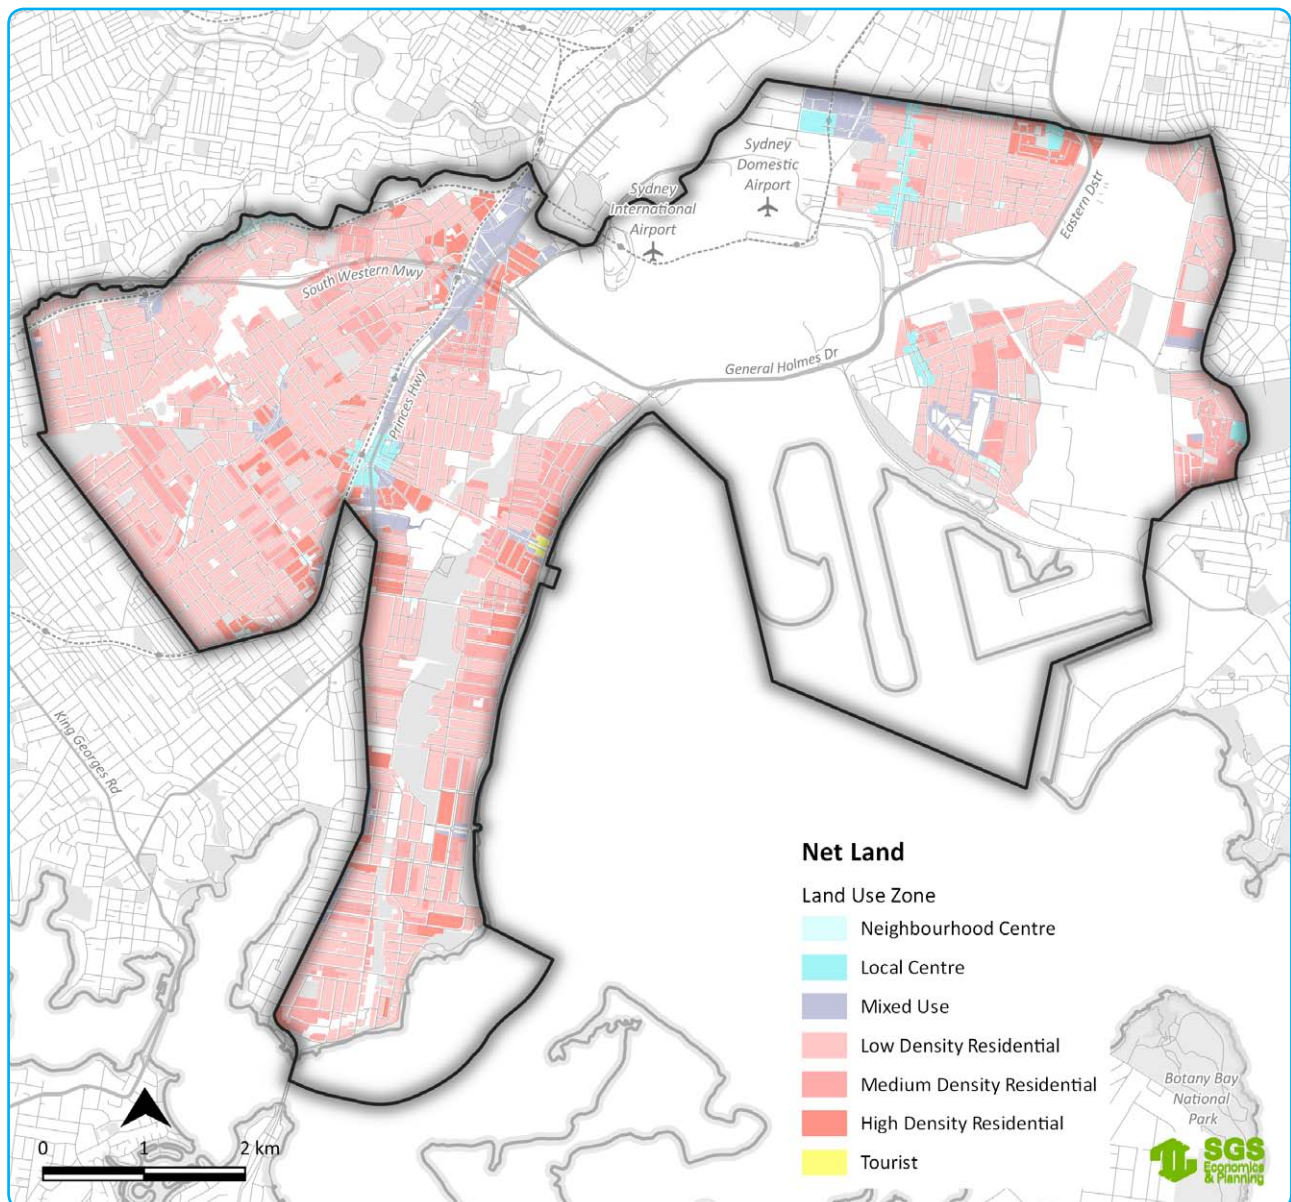 Sydney
Domestic
Airport
Sydney
International
Airport
Eastern Dstr
South Western Mwy
General Holmes Dr
Princes Hwy
King Georges Rd
Net Land
Land Use Zone
Neighbourhood Centre
Local Centre
Mixed Use
Low Density Residential
Medium Density Residential
High Density Residential
Tourist
Botany Bay
National
Park
0 1 2 km
SGS
Economics
& Planning